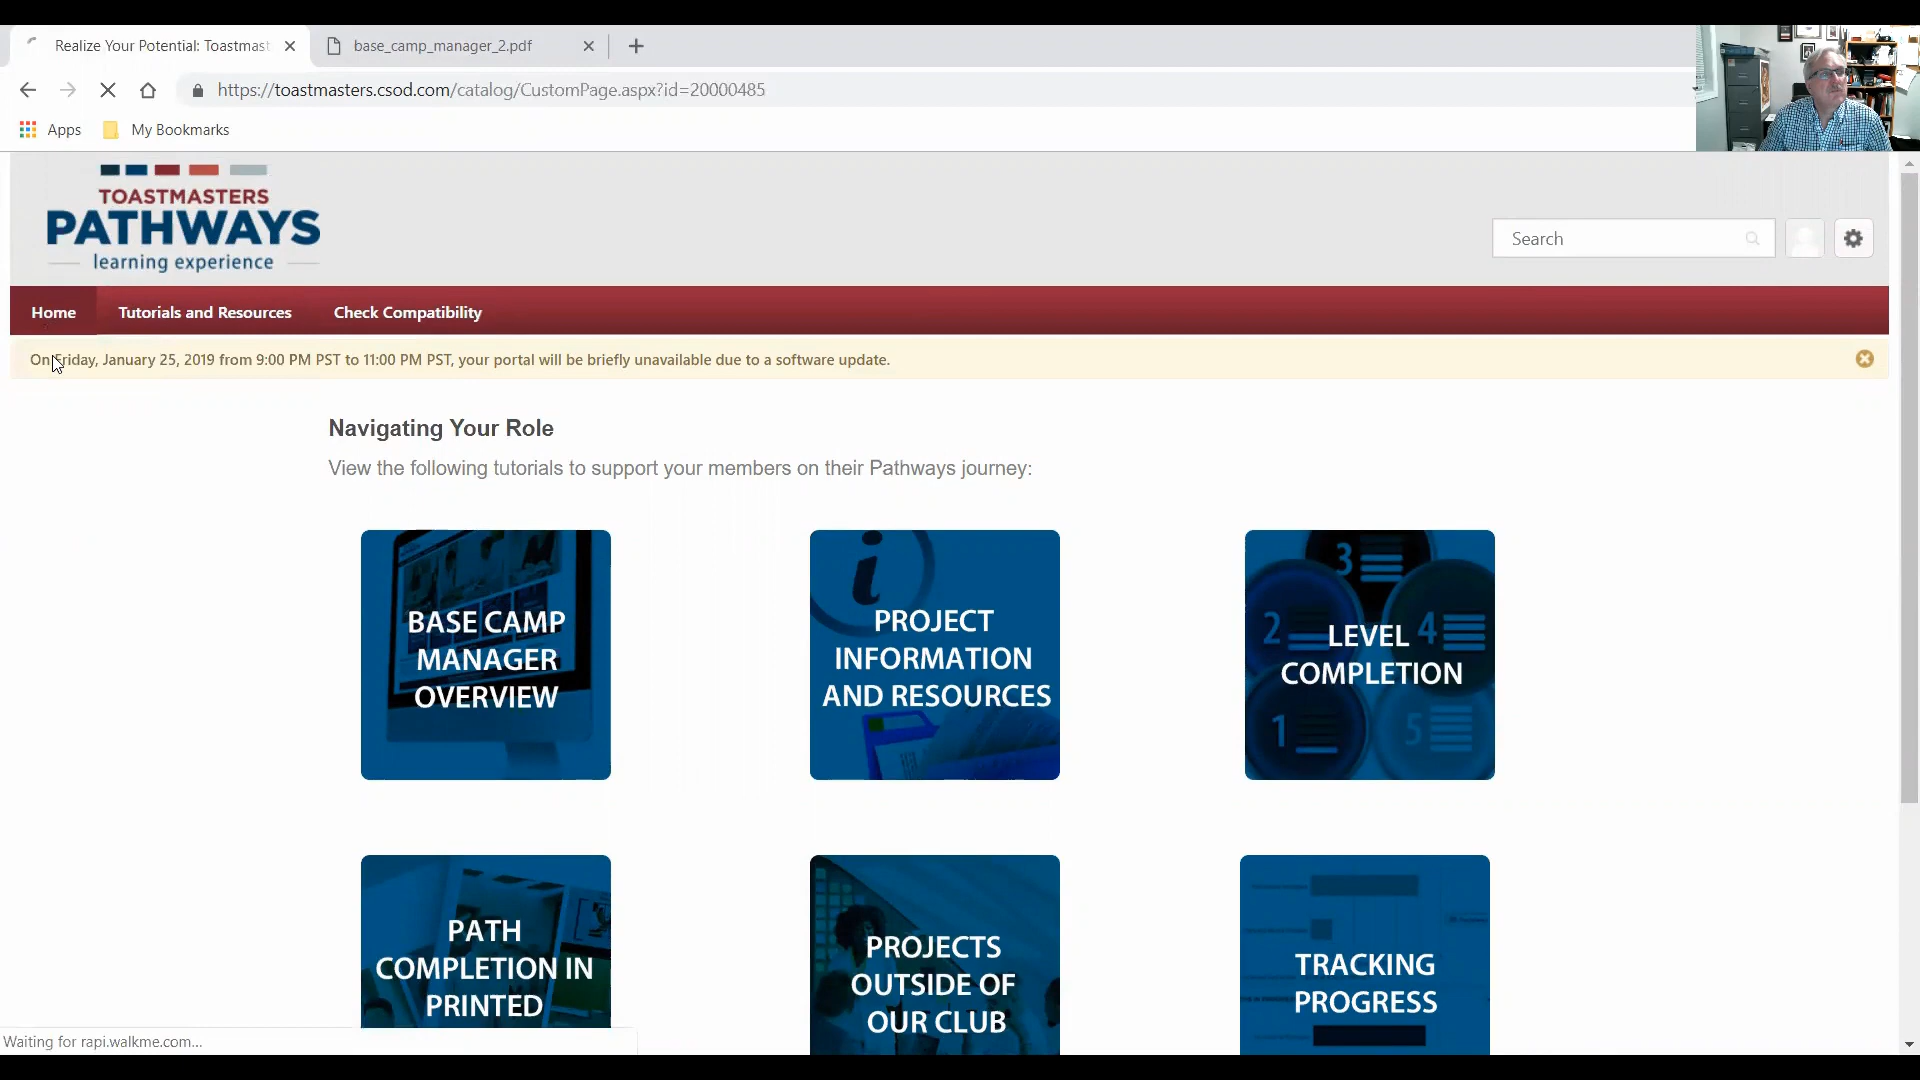 Realize Your Potential: Toastmast
base_camp_manager_2.pdf
https://toastmasters.csod.com/catalog/CustomPage.aspx?id=20000485
Apps
My Bookmarks
TOASTMASTERS
PATHWAYS
learning experience
Search
Home
Tutorials and Resources
Check Compatibility
On Friday, January 25, 2019 from 9:00 PM PST to 11:00 PM PST, your portal will be briefly unavailable due to a software update.
Navigating Your Role
View the following tutorials to support your members on their Pathways journey:
BASE CAMP
MANAGER
OVERVIEW
i
PROJECT
INFORMATION
AND RESOURCES
3
2
4
LEVEL
COMPLETION
1
5
PATH
COMPLETION IN
PRINTED
PROJECTS
OUTSIDE OF
OUR CLUB
TRACKING
PROGRESS
Waiting for rapi.walkme.com...